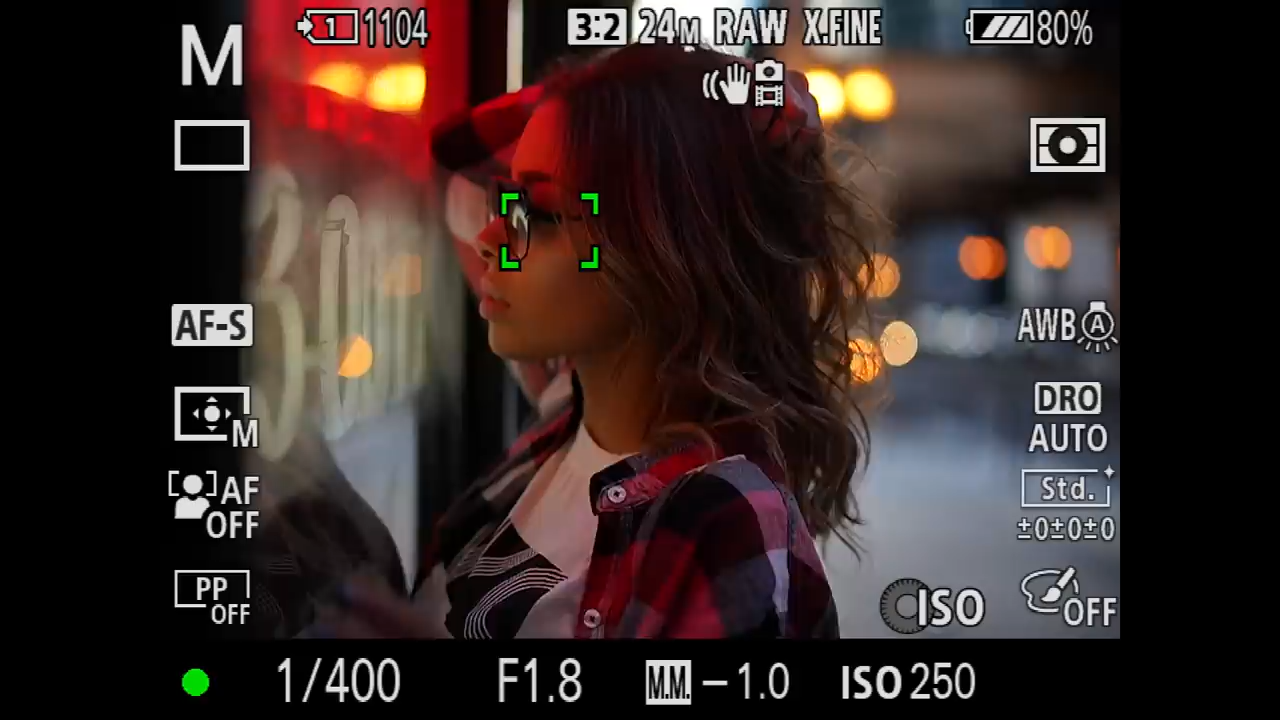 M
1
1104
3:2
24M
RAW
X.FINE
80%
AF-S
M
AF
OFF
PP
OFF
AWB
A
DRO
AUTO
Std.
±0±0±0
ISO
OFF
1/400
F1.8
M.M.
–1.0
ISO 250